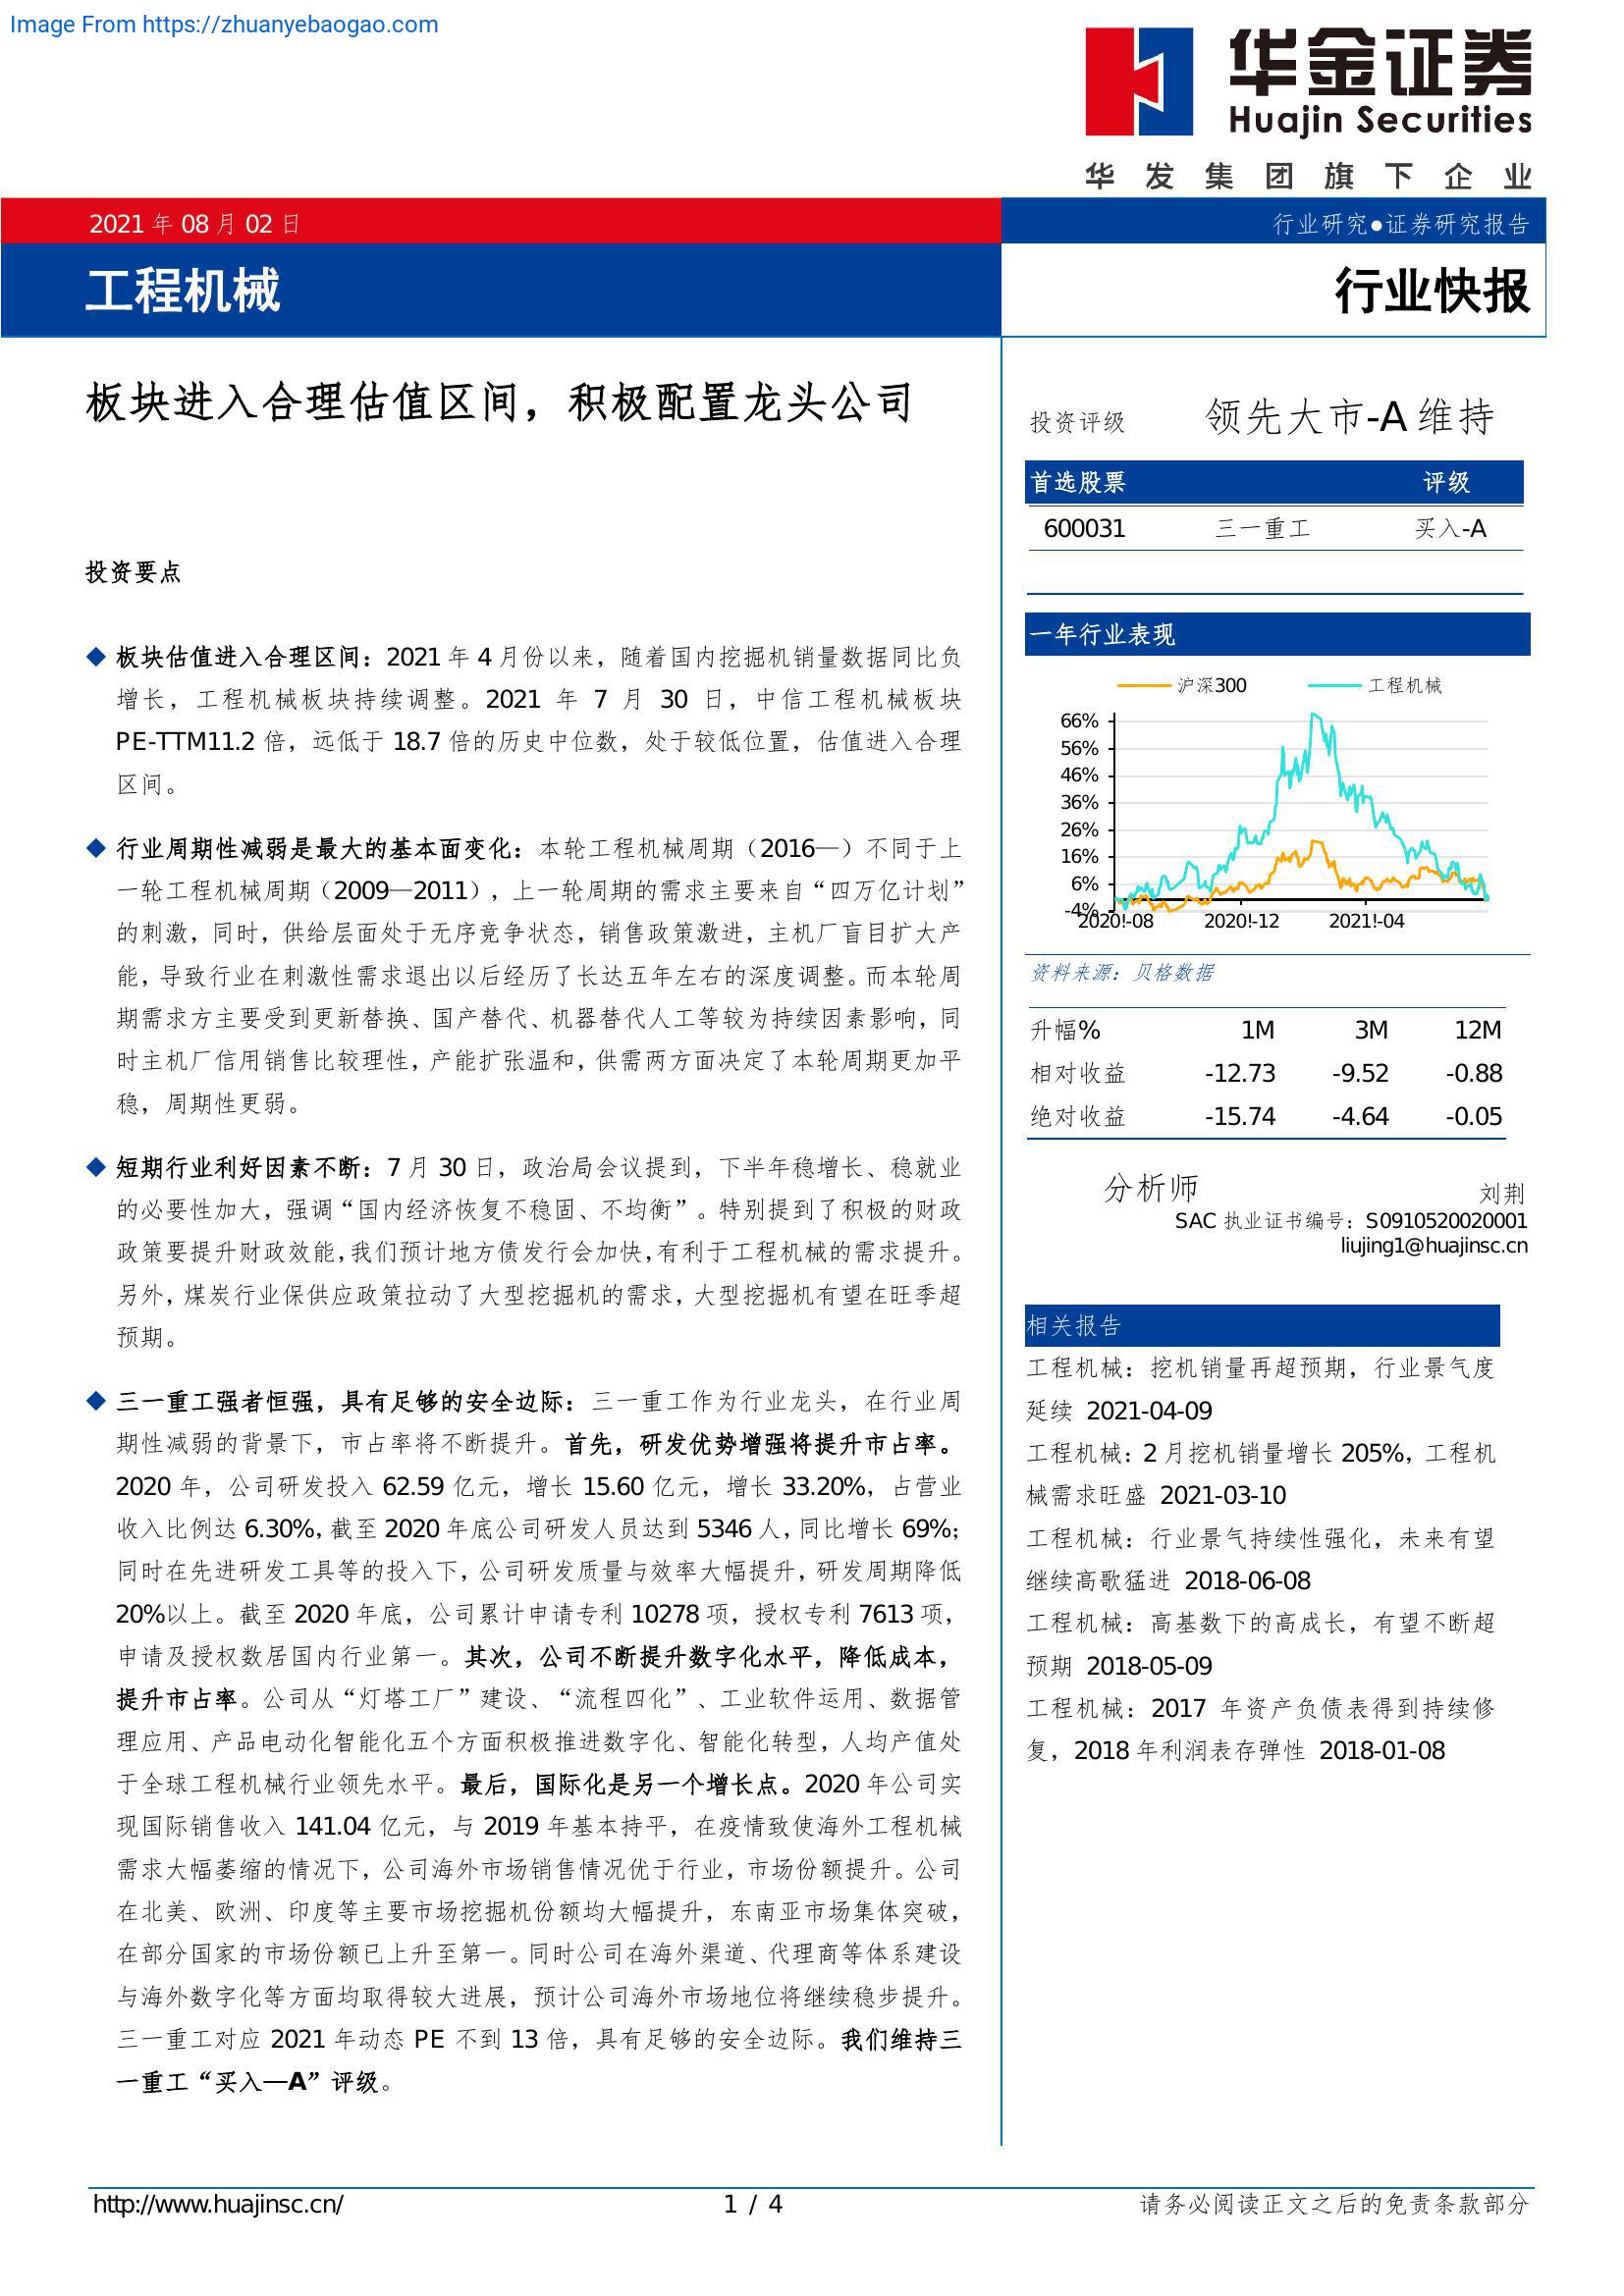 Image From https://zhuanyebaogao.com
华金证券
Huajin Securities
华发集团旗下企业
2021 年 08 月 02 日
行业研究●证券研究报告
工程机械
行业快报
板块进入合理估值区间，积极配置龙头公司
投资要点
◆ 板块估值进入合理区间：2021 年 4 月份以来，随着国内挖掘机销量数据同比负
增长，工程机械板块持续调整。2021 年 7 月 30 日，中信工程机械板块
PE-TTM11.2 倍，远低于 18.7 倍的历史中位数，处于较低位置，估值进入合理
区间。
◆ 行业周期性减弱是最大的基本面变化：本轮工程机械周期（2016—）不同于上
一轮工程机械周期（2009—2011），上一轮周期的需求主要来自“四万亿计划”
的刺激，同时，供给层面处于无序竞争状态，销售政策激进，主机厂盲目扩大产
能，导致行业在刺激性需求退出以后经历了长达五年左右的深度调整。而本轮周
期需求方主要受到更新替换、国产替代、机器替代人工等较为持续因素影响，同
时主机厂信用销售比较理性，产能扩张温和，供需两方面决定了本轮周期更加平
稳，周期性更弱。
◆ 短期行业利好因素不断：7 月 30 日，政治局会议提到，下半年稳增长、稳就业
的必要性加大，强调“国内经济恢复不稳固、不均衡”。特别提到了积极的财政
政策要提升财政效能，我们预计地方债发行会加快，有利于工程机械的需求提升。
另外，煤炭行业保供应政策拉动了大型挖掘机的需求，大型挖掘机有望在旺季超
预期。
◆ 三一重工强者恒强，具有足够的安全边际：三一重工作为行业龙头，在行业周
期性减弱的背景下，市占率将不断提升。首先，研发优势增强将提升市占率。
2020 年，公司研发投入 62.59 亿元，增长 15.60 亿元，增长 33.20%，占营业
收入比例达 6.30%，截至 2020 年底公司研发人员达到 5346 人，同比增长 69%；
同时在先进研发工具等的投入下，公司研发质量与效率大幅提升，研发周期降低
20%以上。截至 2020 年底，公司累计申请专利 10278 项，授权专利 7613 项，
申请及授权数居国内行业第一。其次，公司不断提升数字化水平，降低成本，
提升市占率。公司从“灯塔工厂”建设、“流程四化”、工业软件运用、数据管
理应用、产品电动化智能化五个方面积极推进数字化、智能化转型，人均产值处
于全球工程机械行业领先水平。最后，国际化是另一个增长点。2020 年公司实
现国际销售收入 141.04 亿元，与 2019 年基本持平，在疫情致使海外工程机械
需求大幅萎缩的情况下，公司海外市场销售情况优于行业，市场份额提升。公司
在北美、欧洲、印度等主要市场挖掘机份额均大幅提升，东南亚市场集体突破，
在部分国家的市场份额已上升至第一。同时公司在海外渠道、代理商等体系建设
与海外数字化等方面均取得较大进展，预计公司海外市场地位将继续稳步提升。
三一重工对应 2021 年动态 PE 不到 13 倍，具有足够的安全边际。我们维持三
一重工“买入—A”评级。
投资评级 领先大市-A 维持
首选股票 评级
600031 三一重工 买入-A
一年行业表现
沪深300 工程机械
66%
56%
46%
36%
26%
16%
6%
-4%
2020!-08 2020!-12 2021!-04
资料来源：贝格数据
升幅% 1M 3M 12M
相对收益 -12.73 -9.52 -0.88
绝对收益 -15.74 -4.64 -0.05
分析师 刘荆
SAC 执业证书编号：S0910520020001
liujing1@huajinsc.cn
相关报告
工程机械：挖机销量再超预期，行业景气度
延续 2021-04-09
工程机械：2 月挖机销量增长 205%，工程机
械需求旺盛 2021-03-10
工程机械：行业景气持续性强化，未来有望
继续高歌猛进 2018-06-08
工程机械：高基数下的高成长，有望不断超
预期 2018-05-09
工程机械：2017 年资产负债表得到持续修
复，2018 年利润表存弹性 2018-01-08
http://www.huajinsc.cn/ 1 / 4 请务必阅读正文之后的免责条款部分